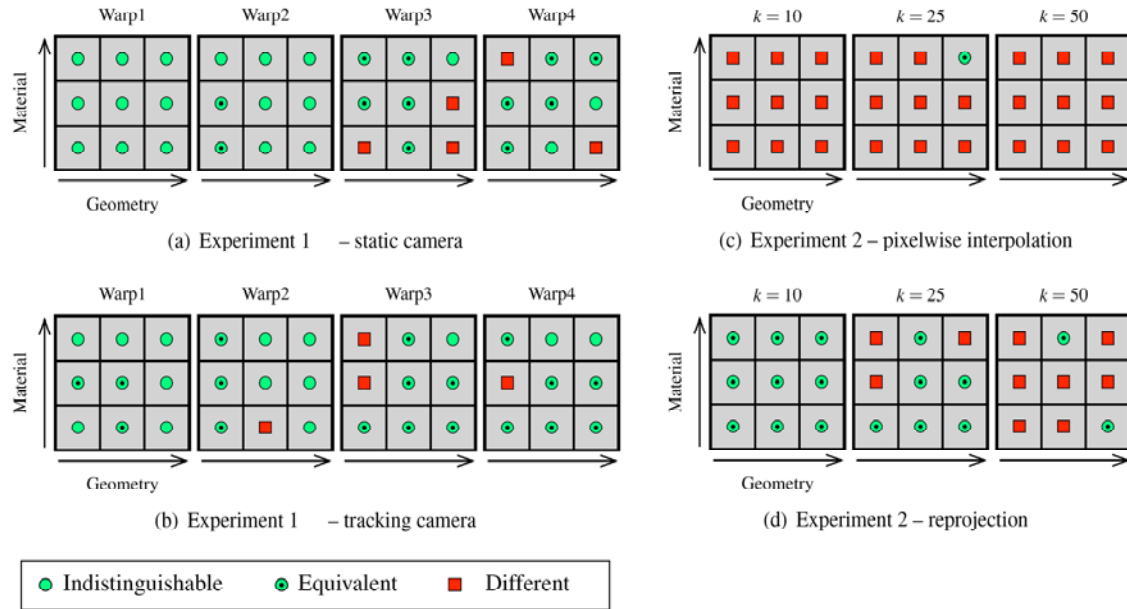 Warp1 Warp2 Warp3 Warp4
Material
Geometry
(a) Experiment 1 – static camera
k = 10 k = 25 k = 50
Material
Geometry
(c) Experiment 2 – pixelwise interpolation
Warp1 Warp2 Warp3 Warp4
Material
Geometry
(b) Experiment 1 – tracking camera
k = 10 k = 25 k = 50
Material
Geometry
(d) Experiment 2 – reprojection
Indistinguishable Equivalent Different